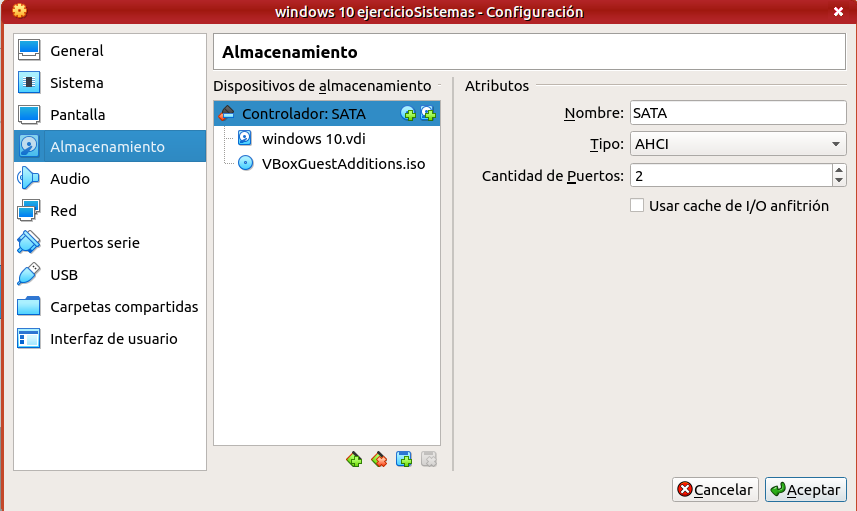 windows 10 ejercicioSistemas - Configuración
General
Sistema
Pantalla
Almacenamiento
Audio
Red
Puertos serie
USB
Carpetas compartidas
Interfaz de usuario
Almacenamiento
Dispositivos de almacenamiento
Controlador: SATA
windows 10.vdi
VBoxGuestAdditions.iso
Atributos
Nombre: SATA
Tipo: AHCI
Cantidad de Puertos: 2
Usar cache de I/O anfitrión
Cancelar Aceptar